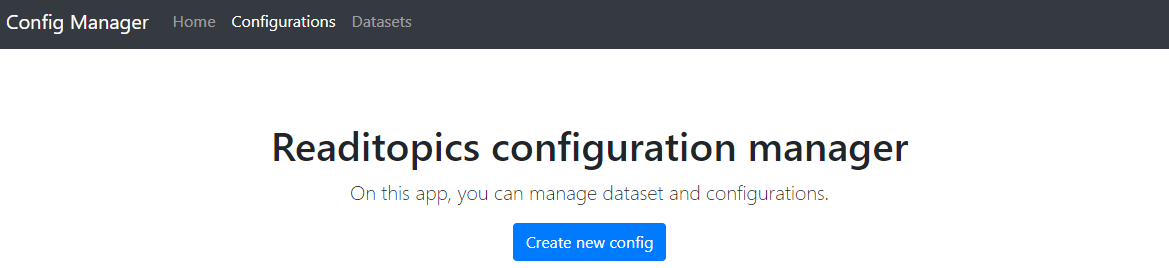 Config Manager Home Configurations Datasets
Readitopics configuration manager
On this app, you can manage dataset and configurations.
Create new config